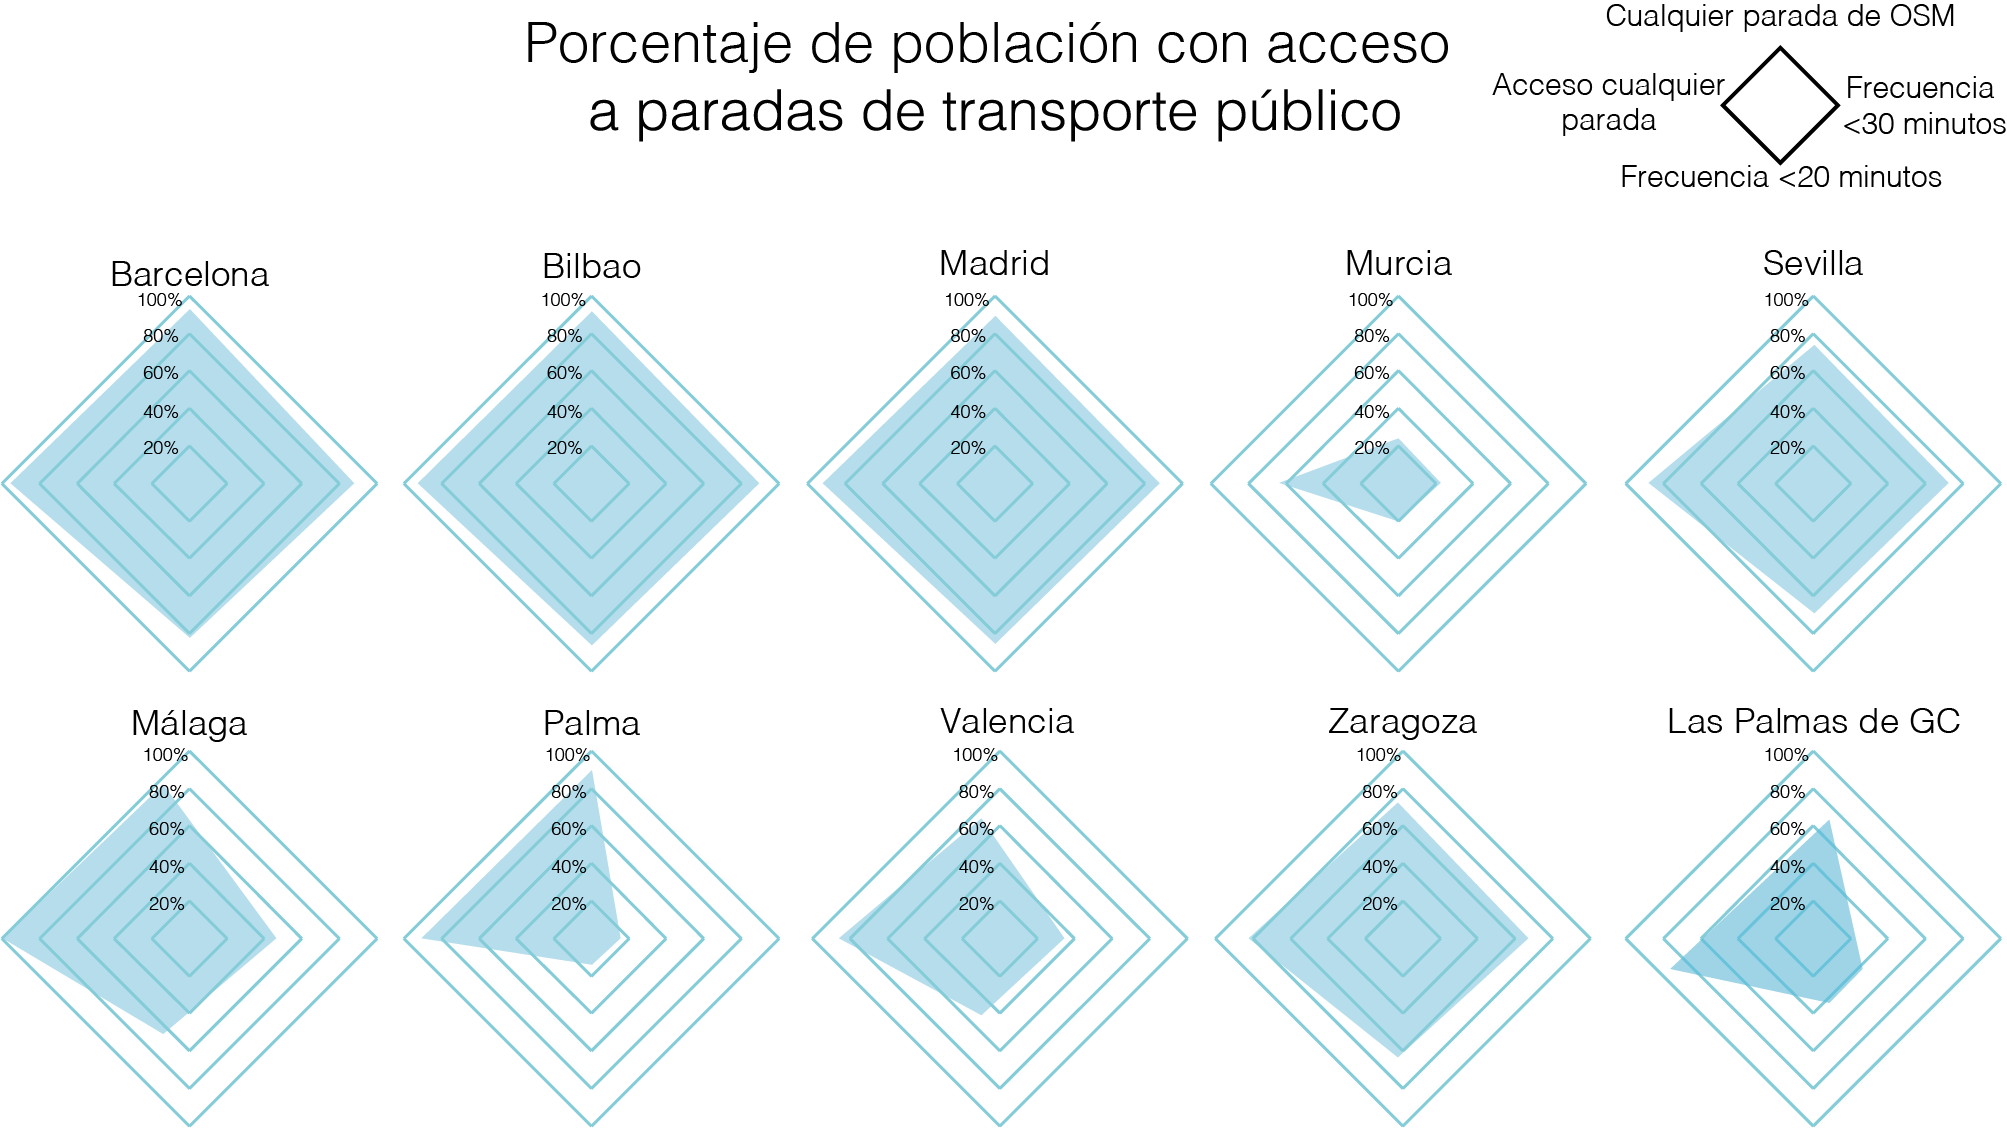 Porcentaje de población con acceso
a paradas de transporte público
Cualquier parada de OSM
Acceso cualquier
parada
Frecuencia
<30 minutos
Frecuencia <20 minutos
Barcelona
100%
80%
60%
40%
20%
Bilbao
100%
80%
60%
40%
20%
Madrid
100%
80%
60%
40%
20%
Murcia
100%
80%
60%
40%
20%
Sevilla
100%
80%
60%
40%
20%
Málaga
100%
80%
60%
40%
20%
Palma
100%
80%
60%
40%
20%
Valencia
100%
80%
60%
40%
20%
Zaragoza
100%
80%
60%
40%
20%
Las Palmas de GC
100%
80%
60%
40%
20%